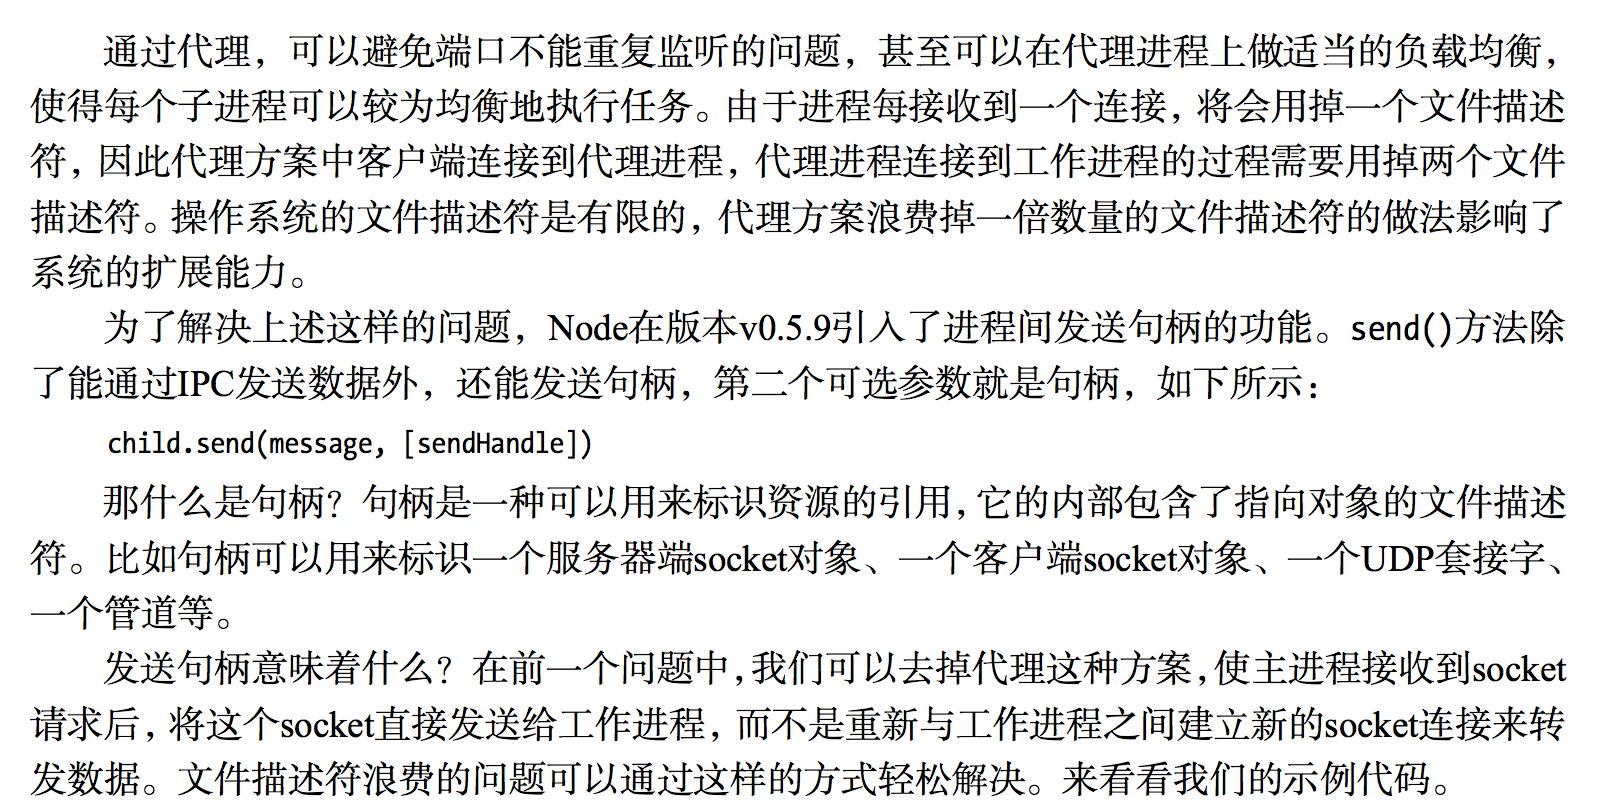 通过代理，可以避免端口不能重复监听的问题，甚至可以在代理进程上做适当的负载均衡，
使得每个子进程可以较为均衡地执行任务。由于进程每接收到一个连接，将会用掉一个文件描述
符，因此代理方案中客户端连接到代理进程，代理进程连接到工作进程的过程需要用掉两个文件
描述符。操作系统的文件描述符是有限的，代理方案浪费掉一倍数量的文件描述符的做法影响了
系统的扩展能力。
为了解决上述这样的问题，Node在版本v0.5.9引入了进程间发送句柄的功能。send()方法除
了能通过IPC发送数据外，还能发送句柄，第二个可选参数就是句柄，如下所示：
child.send(message, [sendHandle])
那什么是句柄？句柄是一种可以用来标识资源的引用，它的内部包含了指向对象的文件描述
符。比如句柄可以用来标识一个服务器端socket对象、一个客户端socket对象、一个UDP套接字、
一个管道等。
发送句柄意味着什么？在前一个问题中，我们可以去掉代理这种方案，使主进程接收到socket
请求后，将这个socket直接发送给工作进程，而不是重新与工作进程之间建立新的socket连接来转
发数据。文件描述符浪费的问题可以通过这样的方式轻松解决。来看看我们的示例代码。